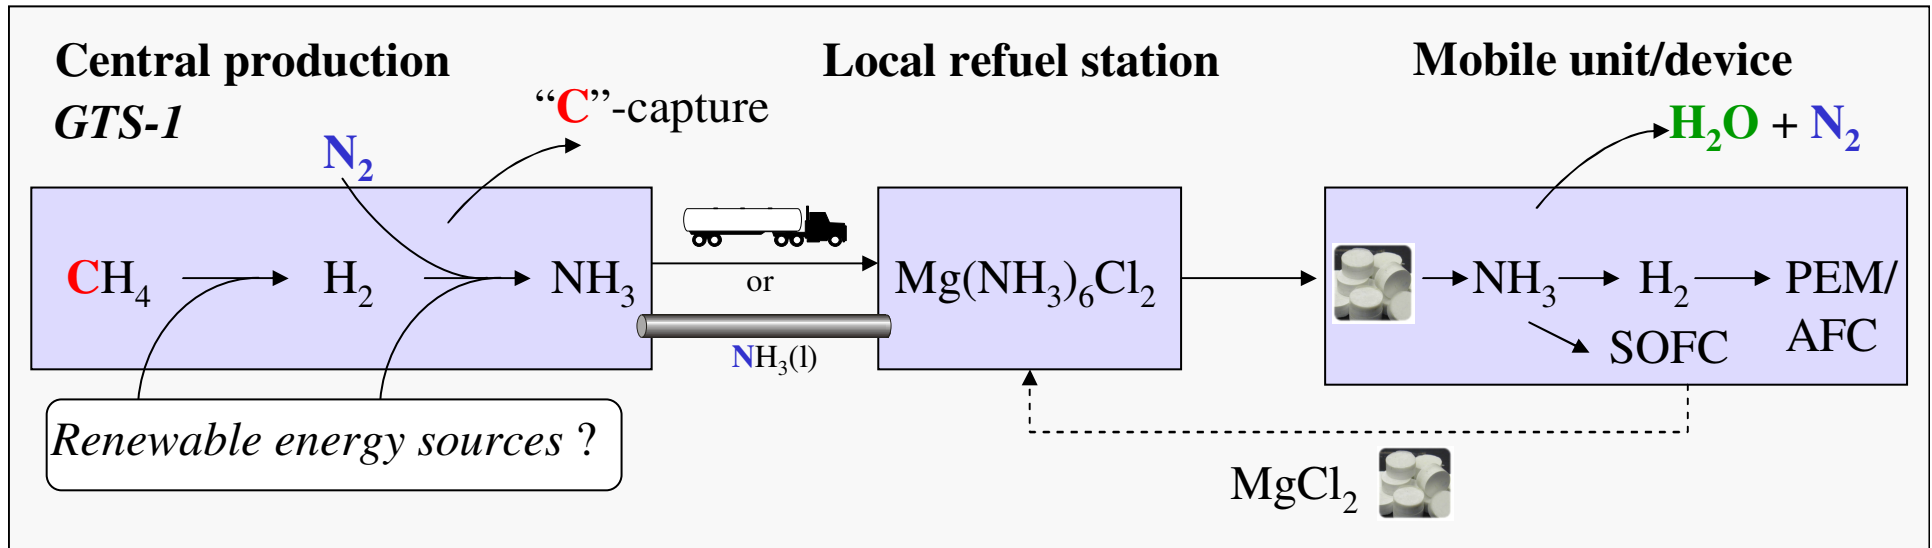 Central production
GTS-1
Local refuel station
Mobile unit/device
N₂
“C”-capture
H₂O + N₂
CH₄
H₂
NH₃
or
NH₃(l)
Mg(NH₃)₆Cl₂
NH₃
H₂
PEM/
AFC
SOFC
Renewable energy sources ?
MgCl₂